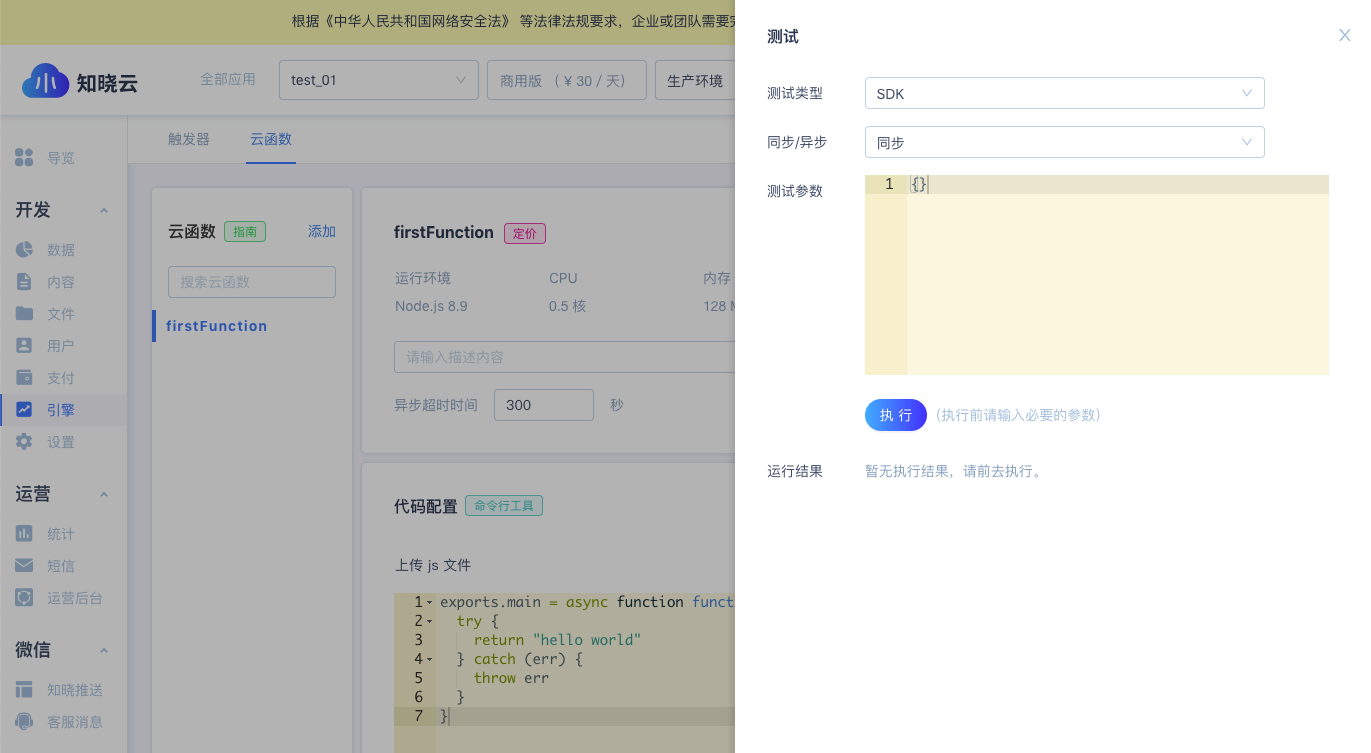 根据《中华人民共和国网络安全法》 等法律法规要求，企业或团队需要
知晓云
全部应用
test_01
商用版 （¥ 30 / 天）
生产环境
导览
开发
数据
内容
文件
用户
支付
引擎
设置
运营
统计
短信
运营后台
微信
知晓推送
客服消息
触发器
云函数
云函数 指南 添加
搜索云函数
firstFunction
firstFunction 定价
运行环境 CPU 内存
Node.js 8.9 0.5 核 128
请输入描述内容
异步超时时间 300 秒
代码配置 命令行工具
上传 js 文件
1 exports.main = async function funct
2 try {
3 return "hello world"
4 } catch (err) {
5 throw err
6 }
7 }
测试
测试类型 SDK
同步/异步 同步
测试参数 1 {}
执 行 (执行前请输入必要的参数)
运行结果 暂无执行结果，请前去执行。